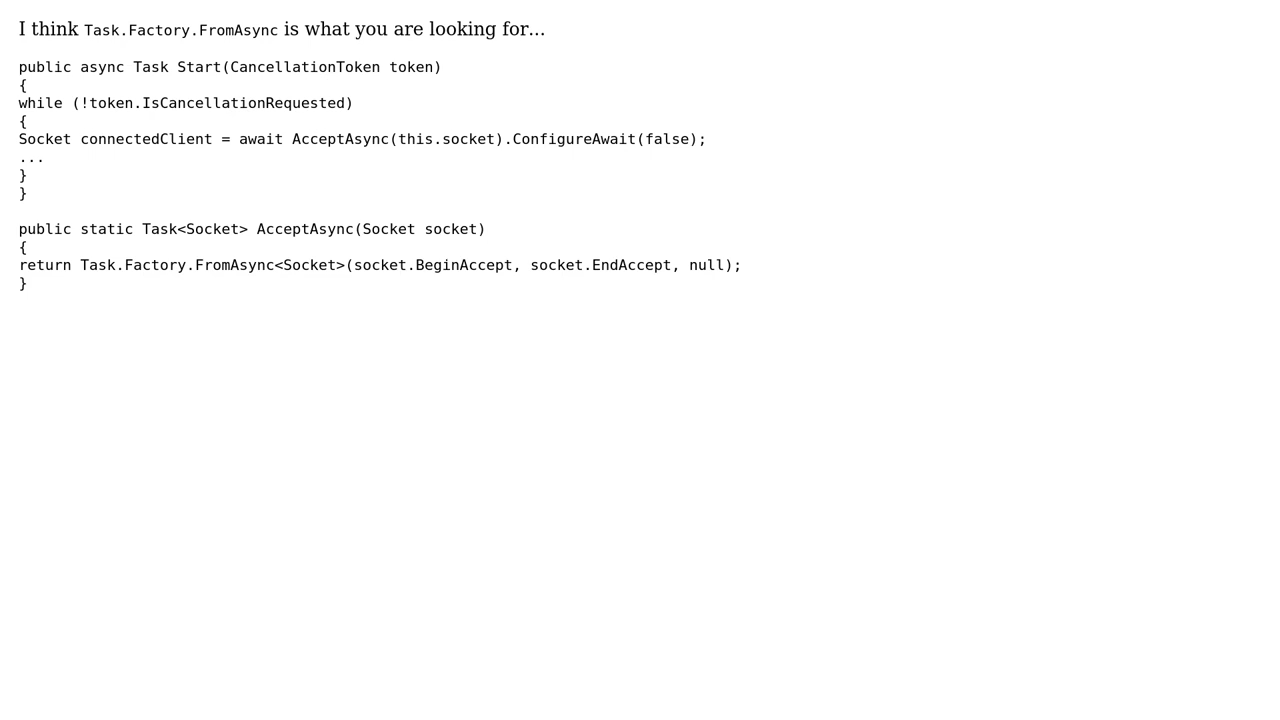 I think Task.Factory.FromAsync is what you are looking for...
public async Task Start(CancellationToken token)
{
while (!token.IsCancellationRequested)
{
Socket connectedClient = await AcceptAsync(this.socket).ConfigureAwait(false);
...
}
}
public static Task<Socket> AcceptAsync(Socket socket)
{
return Task.Factory.FromAsync<Socket>(socket.BeginAccept, socket.EndAccept, null);
}